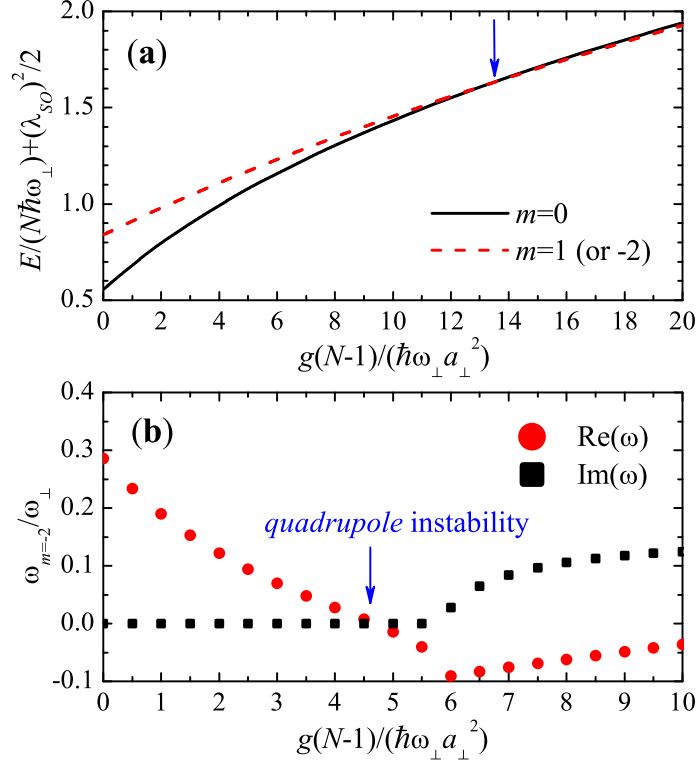 (a)
E/(Nħω⊥)+(λSO)²/2
2.0
1.5
1.0
0.5
m=0
m=1 (or -2)
0 2 4 6 8 10 12 14 16 18 20
g(N-1)/(ħω⊥a⊥²)
(b)
ωm=-2/ω⊥
0.4
0.3
0.2
0.1
0.0
-0.1
Re(ω)
Im(ω)
quadrupole instability
0 1 2 3 4 5 6 7 8 9 10
g(N-1)/(ħω⊥a⊥²)